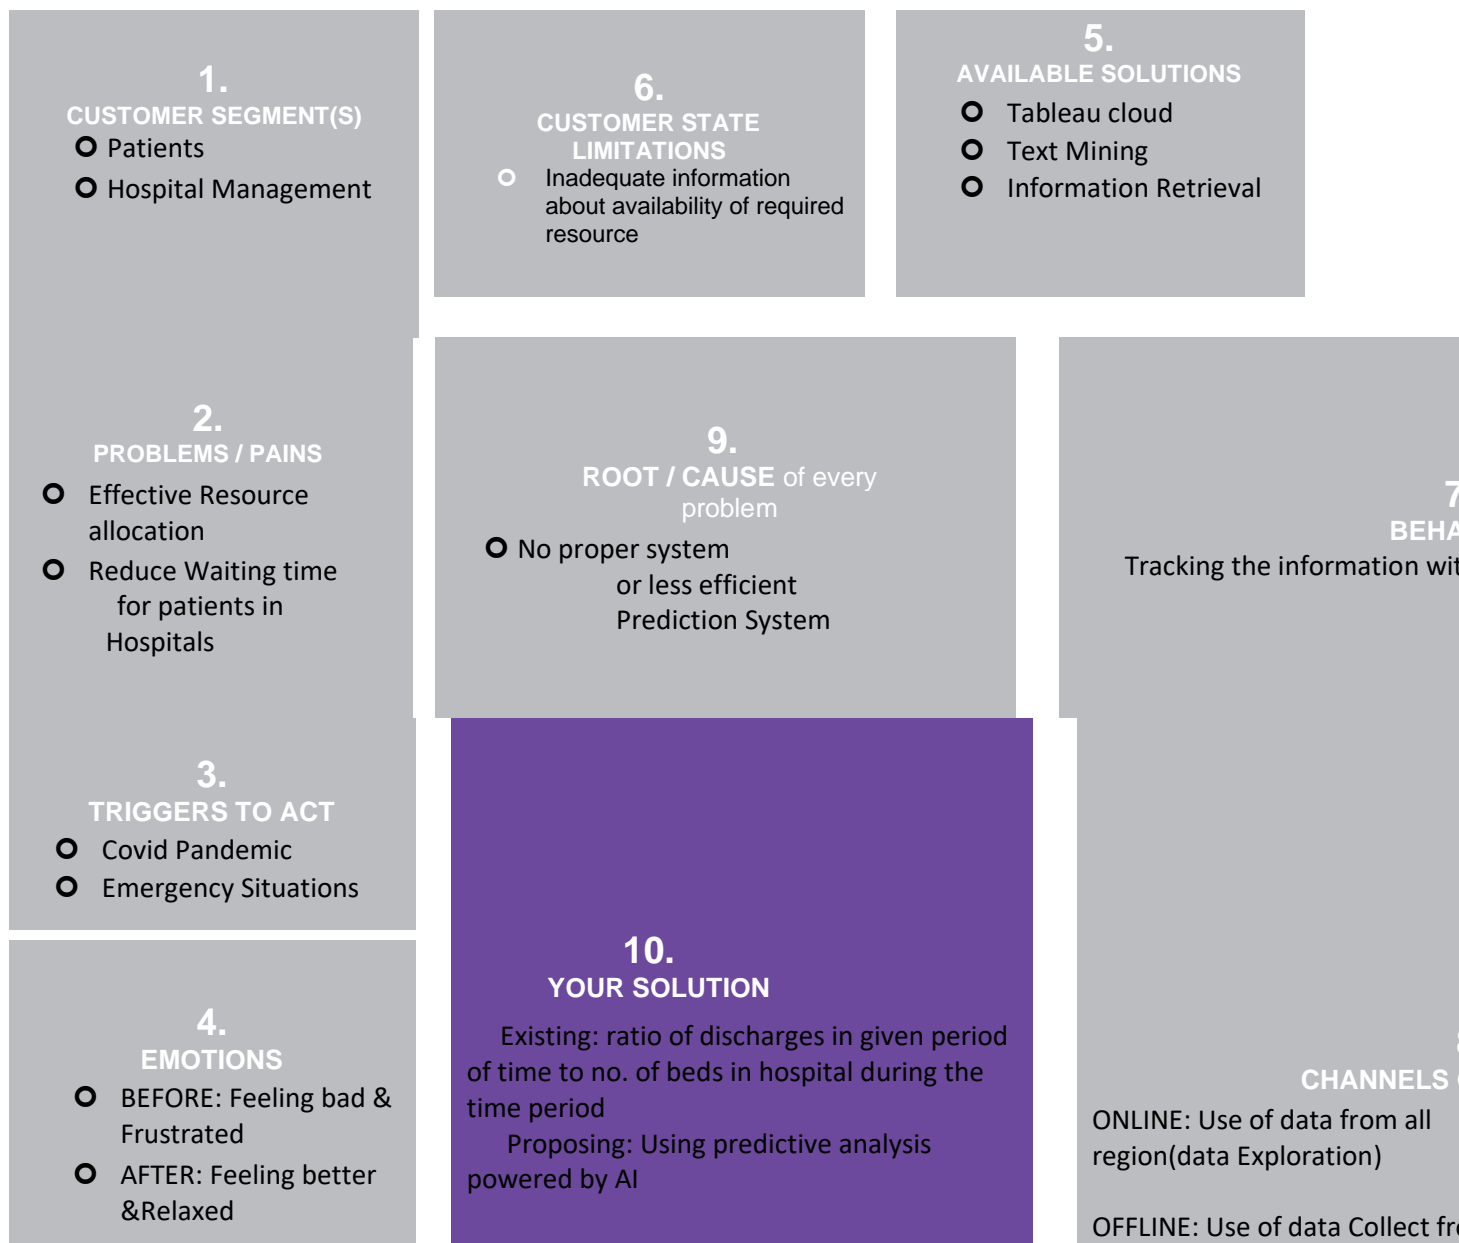 1.
CUSTOMER SEGMENT(S)
Patients
Hospital Management
6.
CUSTOMER STATE
LIMITATIONS
Inadequate information
about availability of required
resource
5.
AVAILABLE SOLUTIONS
Tableau cloud
Text Mining
Information Retrieval
2.
PROBLEMS / PAINS
Effective Resource
allocation
Reduce Waiting time
for patients in
Hospitals
9.
ROOT / CAUSE of every
problem
No proper system
or less efficient
Prediction System
7
BEHA
Tracking the information wit
3.
TRIGGERS TO ACT
Covid Pandemic
Emergency Situations
4.
EMOTIONS
BEFORE: Feeling bad &
Frustrated
AFTER: Feeling better
&Relaxed
10.
YOUR SOLUTION
Existing: ratio of discharges in given period
of time to no. of beds in hospital during the
time period
Proposing: Using predictive analysis
powered by AI
CHANNELS
ONLINE: Use of data from all
region(data Exploration)
OFFLINE: Use of data Collect fr